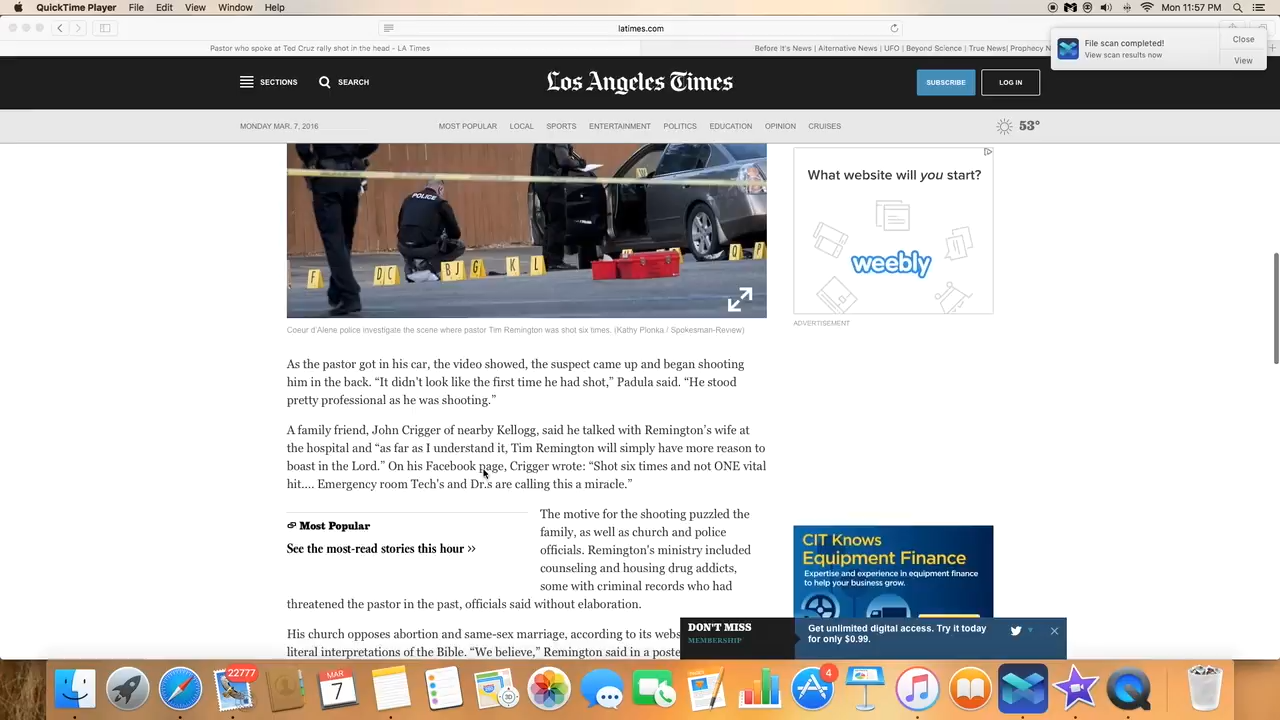 QuickTime Player File Edit View Window Help
Mon 11:57 PM
latimes.com
Pastor who spoke at Ted Cruz rally shot in the head - LA Times
Before It's News | Alternative News | UFO | Beyond Science | True News| Prophecy N
File scan completed!
View scan results now
Close
View
SECTIONS
SEARCH
Los Angeles Times
SUBSCRIBE
LOG IN
MONDAY MAR. 7, 2016
MOST POPULAR LOCAL SPORTS ENTERTAINMENT POLITICS EDUCATION OPINION CRUISES
53°
POLICE
F D C B J G K L O P
Coeur d'Alene police investigate the scene where pastor Tim Remington was shot six times. (Kathy Plonka / Spokesman-Review)
What website will you start?
weebly
ADVERTISEMENT
As the pastor got in his car, the video showed, the suspect came up and began shooting
him in the back. “It didn't look like the first time he had shot,” Padula said. “He stood
pretty professional as he was shooting.”
A family friend, John Crigger of nearby Kellogg, said he talked with Remington’s wife at
the hospital and “as far as I understand it, Tim Remington will simply have more reason to
boast in the Lord.” On his Facebook page, Crigger wrote: “Shot six times and not ONE vital
hit.... Emergency room Tech's and Dr.s are calling this a miracle.”
Most Popular
See the most-read stories this hour >>
The motive for the shooting puzzled the
family, as well as church and police
officials. Remington's ministry included
counseling and housing drug addicts,
some with criminal records who had
threatened the pastor in the past, officials said without elaboration.
His church opposes abortion and same-sex marriage, according to its webs
literal interpretations of the Bible. “We believe,” Remington said in a poste
CIT Knows
Equipment Finance
Expertise and experience in equipment finance
to help your business grow.
DON'T MISS
MEMBERSHIP
Get unlimited digital access. Try it today
for only $0.99.
22777
MAR
7
4